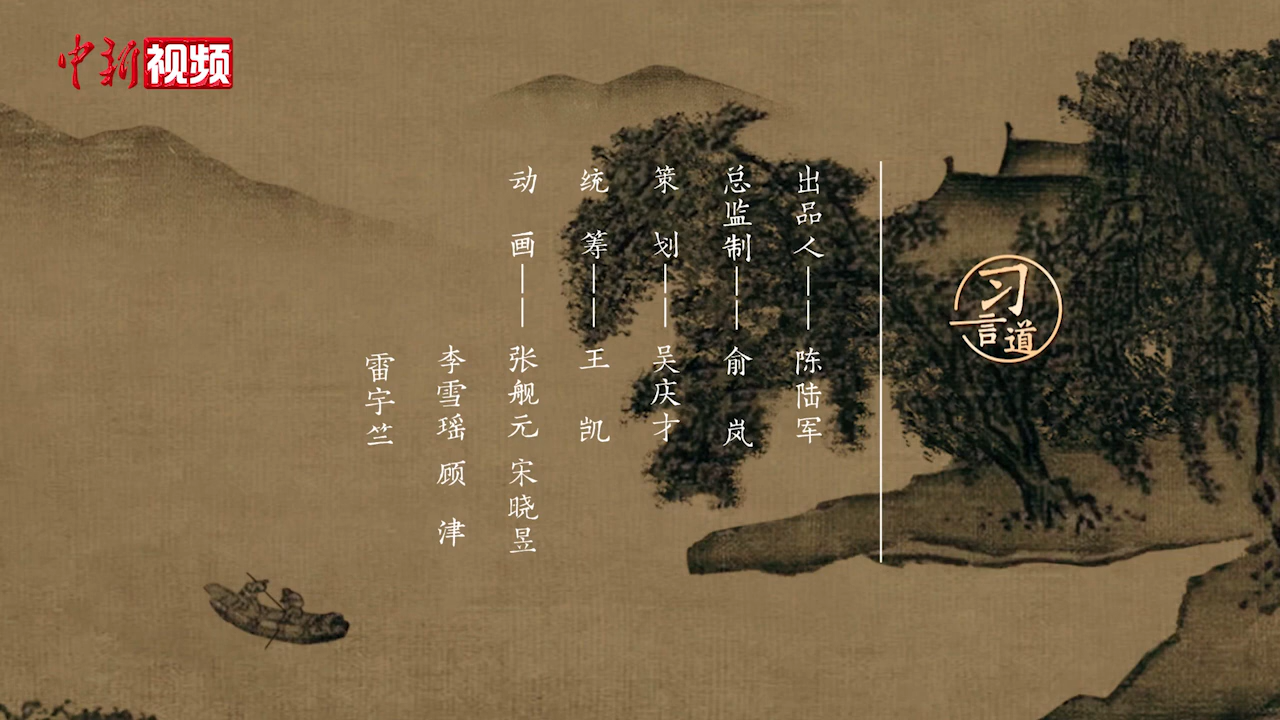 中新视频
习言道
出品人——陈陆军
总监制——俞岚
策划——吴庆才
统筹——王凯
动画——张舰元 宋晓昱
李雪瑶 顾津
雷宇竺